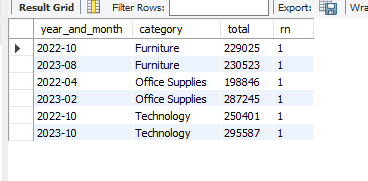 Result Grid Filter Rows: Export: Wra
year_and_month category total rn
2022-10 Furniture 229025 1
2023-08 Furniture 230523 1
2022-04 Office Supplies 198846 1
2023-02 Office Supplies 287245 1
2022-10 Technology 250401 1
2023-10 Technology 295587 1